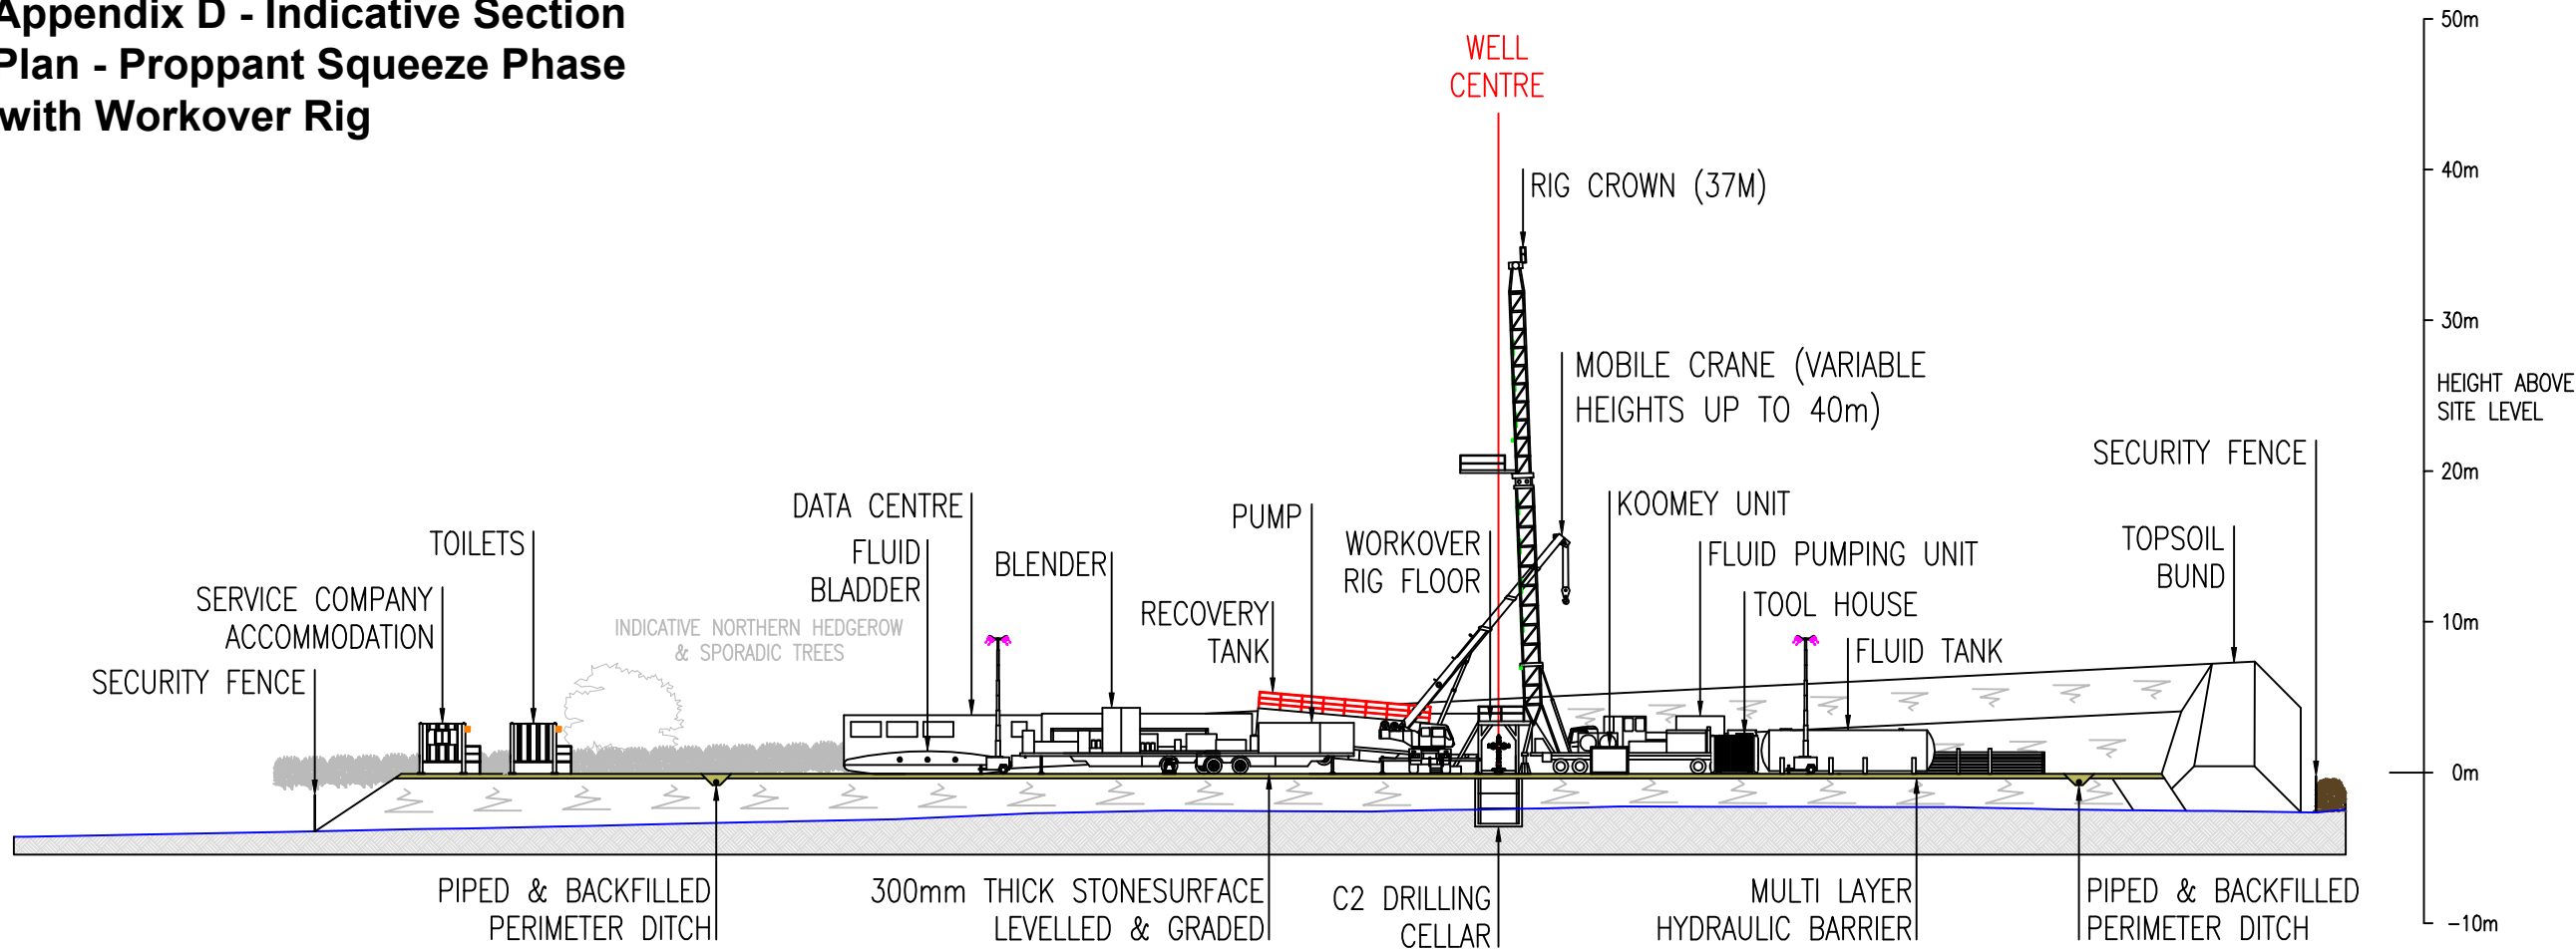 Appendix D - Indicative Section
Plan - Proppant Squeeze Phase
with Workover Rig
50m
WELL
CENTRE
40m
RIG CROWN (37M)
30m
MOBILE CRANE (VARIABLE
HEIGHTS UP TO 40m)
HEIGHT ABOVE
SITE LEVEL
SECURITY FENCE
20m
DATA CENTRE
KOOMEY UNIT
PUMP
TOILETS
FLUID
BLADDER
BLENDER
WORKOVER
RIG FLOOR
FLUID PUMPING UNIT
TOPSOIL
BUND
SERVICE COMPANY
ACCOMMODATION
RECOVERY
TANK
TOOL HOUSE
10m
INDICATIVE NORTHERN HEDGEROW
& SPORADIC TREES
FLUID TANK
SECURITY FENCE
0m
PIPED & BACKFILLED
PERIMETER DITCH
300mm THICK STONESURFACE
LEVELLED & GRADED
C2 DRILLING
CELLAR
MULTI LAYER
HYDRAULIC BARRIER
PIPED & BACKFILLED
PERIMETER DITCH
-10m